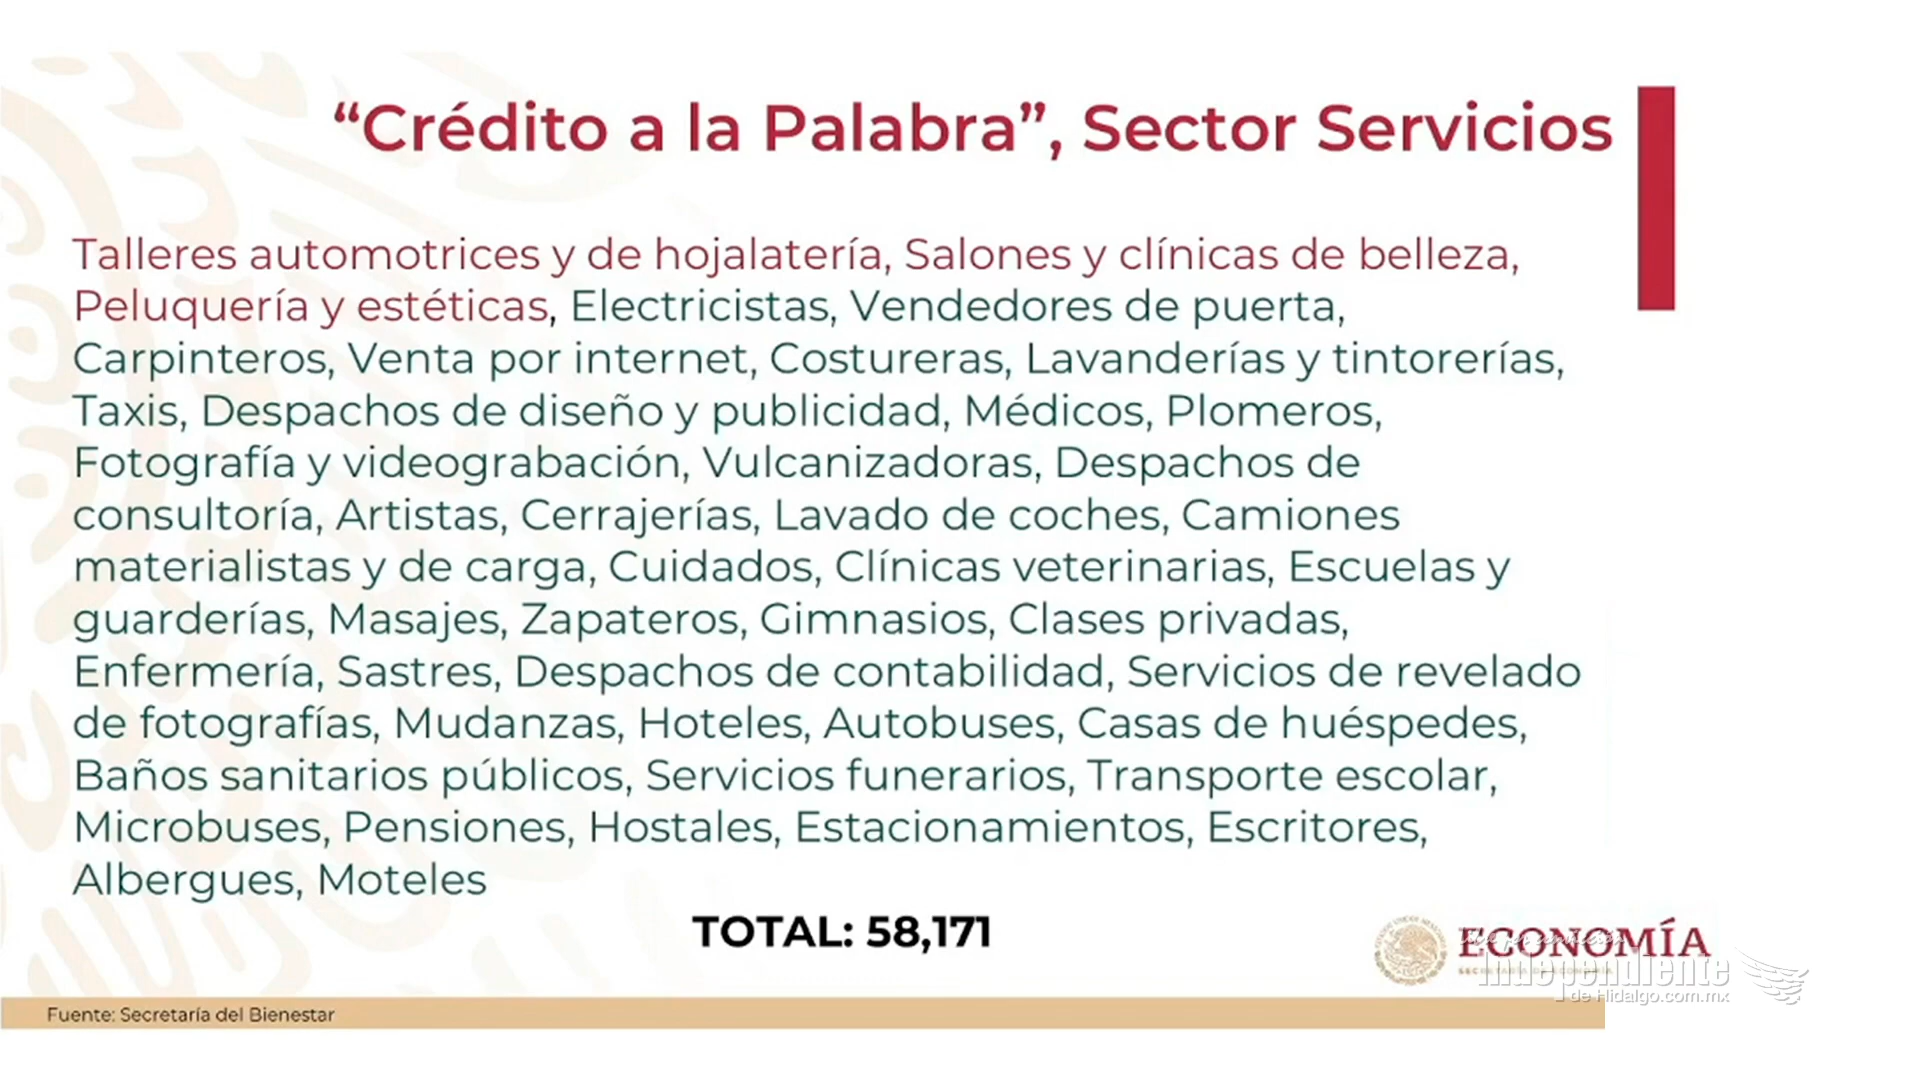 “Crédito a la Palabra”, Sector Servicios
Talleres automotrices y de hojalatería, Salones y clínicas de belleza,
Peluquería y estéticas, Electricistas, Vendedores de puerta,
Carpinteros, Venta por internet, Costureras, Lavanderías y tintorerías,
Taxis, Despachos de diseño y publicidad, Médicos, Plomeros,
Fotografía y videograbación, Vulcanizadoras, Despachos de
consultoría, Artistas, Cerrajerías, Lavado de coches, Camiones
materialistas y de carga, Cuidados, Clínicas veterinarias, Escuelas y
guarderías, Masajes, Zapateros, Gimnasios, Clases privadas,
Enfermería, Sastres, Despachos de contabilidad, Servicios de revelado
de fotografías, Mudanzas, Hoteles, Autobuses, Casas de huéspedes,
Baños sanitarios públicos, Servicios funerarios, Transporte escolar,
Microbuses, Pensiones, Hostales, Estacionamientos, Escritores,
Albergues, Moteles
TOTAL: 58,171
ECONOMÍA
Independiente
de Hidalgo.com.mx
Fuente: Secretaría del Bienestar